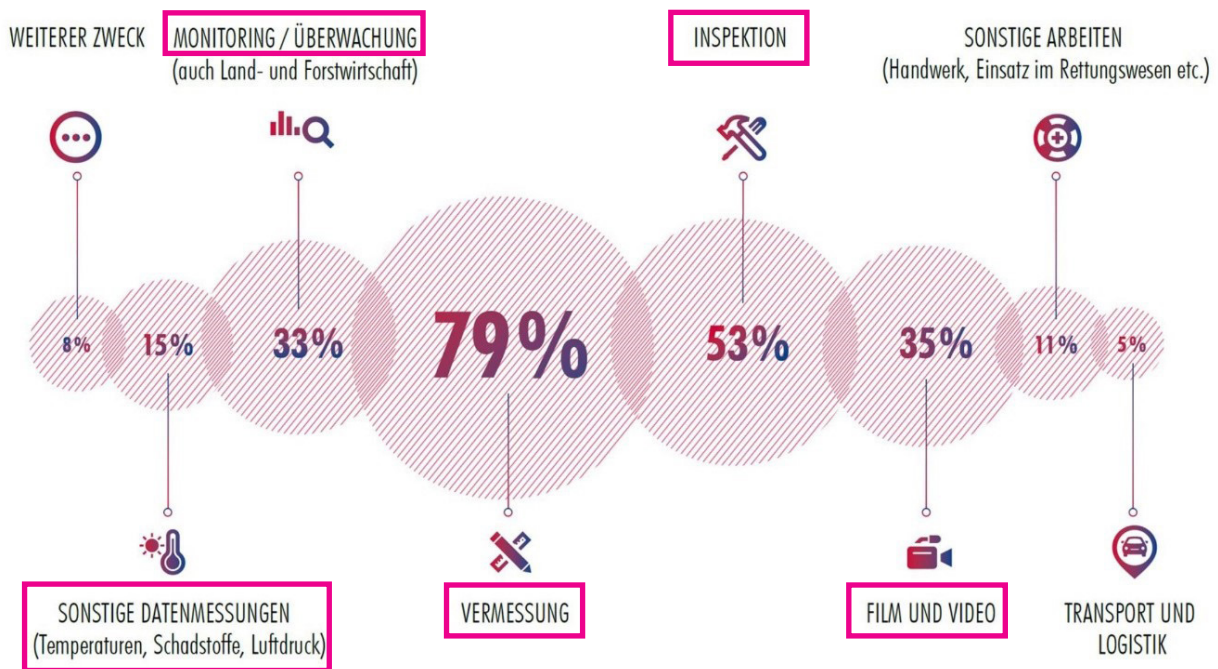 WEITERER ZWECK
MONITORING / ÜBERWACHUNG
(auch Land- und Forstwirtschaft)
INSPEKTION
SONSTIGE ARBEITEN
(Handwerk, Einsatz im Rettungswesen etc.)
8%
15%
33%
79%
53%
35%
11%
5%
SONSTIGE DATENMESSUNGEN
(Temperaturen, Schadstoffe, Luftdruck)
VERMESSUNG
FILM UND VIDEO
TRANSPORT UND
LOGISTIK